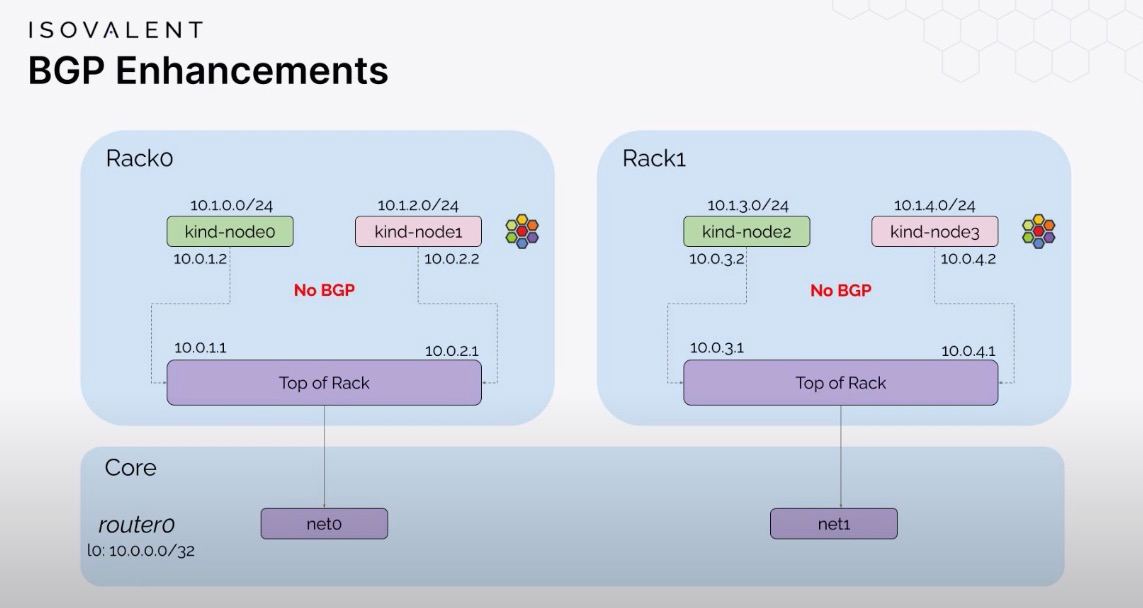 ISOVALENT
BGP Enhancements
Rack0
10.1.0.0/24
10.1.2.0/24
kind-node0
kind-node1
10.0.1.2
10.0.2.2
No BGP
10.0.1.1
10.0.2.1
Top of Rack
Rack1
10.1.3.0/24
10.1.4.0/24
kind-node2
kind-node3
10.0.3.2
10.0.4.2
No BGP
10.0.3.1
10.0.4.1
Top of Rack
Core
router0
l0: 10.0.0.0/32
net0
net1